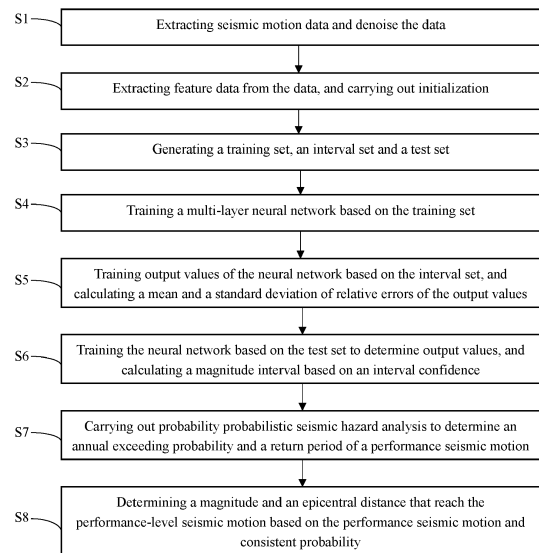 S1
Extracting seismic motion data and denoise the data
S2
Extracting feature data from the data, and carrying out initialization
S3
Generating a training set, an interval set and a test set
S4
Training a multi-layer neural network based on the training set
S5
Training output values of the neural network based on the interval set, and
calculating a mean and a standard deviation of relative errors of the output values
S6
Training the neural network based on the test set to determine output values, and
calculating a magnitude interval based on an interval confidence
S7
Carrying out probability probabilistic seismic hazard analysis to determine an
annual exceeding probability and a return period of a performance seismic motion
S8
Determining a magnitude and an epicentral distance that reach the
performance-level seismic motion based on the performance seismic motion and
consistent probability